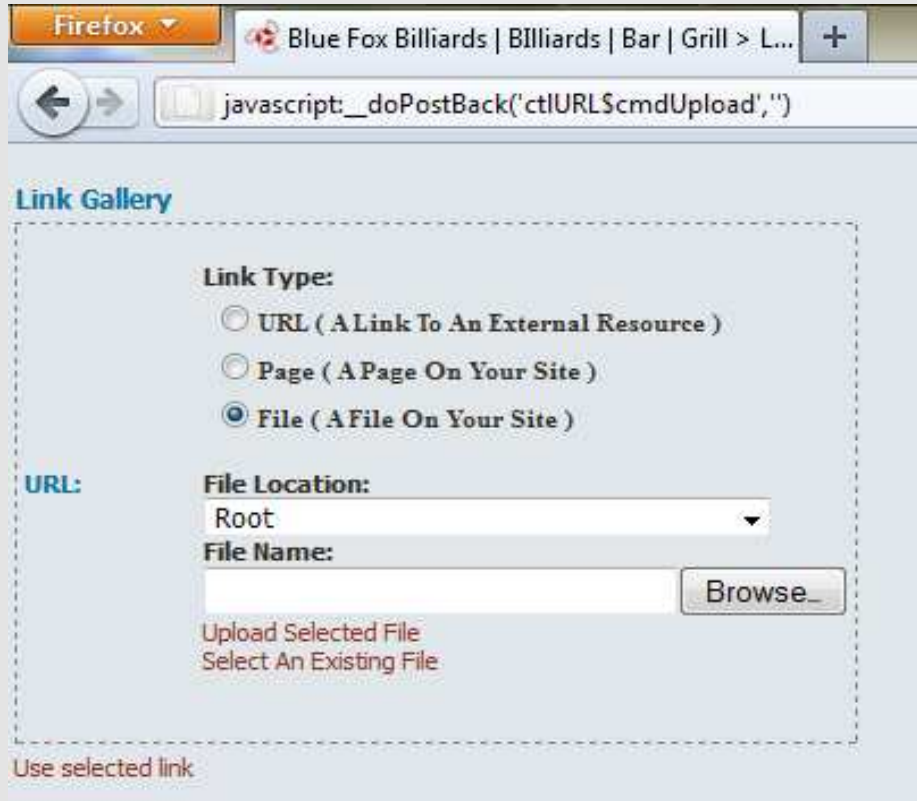 Firefox
Blue Fox Billiards | BIlliards | Bar | Grill > L...
+
javascript:__doPostBack('ctlURL$cmdUpload','')
Link Gallery
Link Type:
URL ( A Link To An External Resource )
Page ( A Page On Your Site )
File ( A File On Your Site )
URL:
File Location:
Root
File Name:
Browse...
Upload Selected File
Select An Existing File
Use selected link